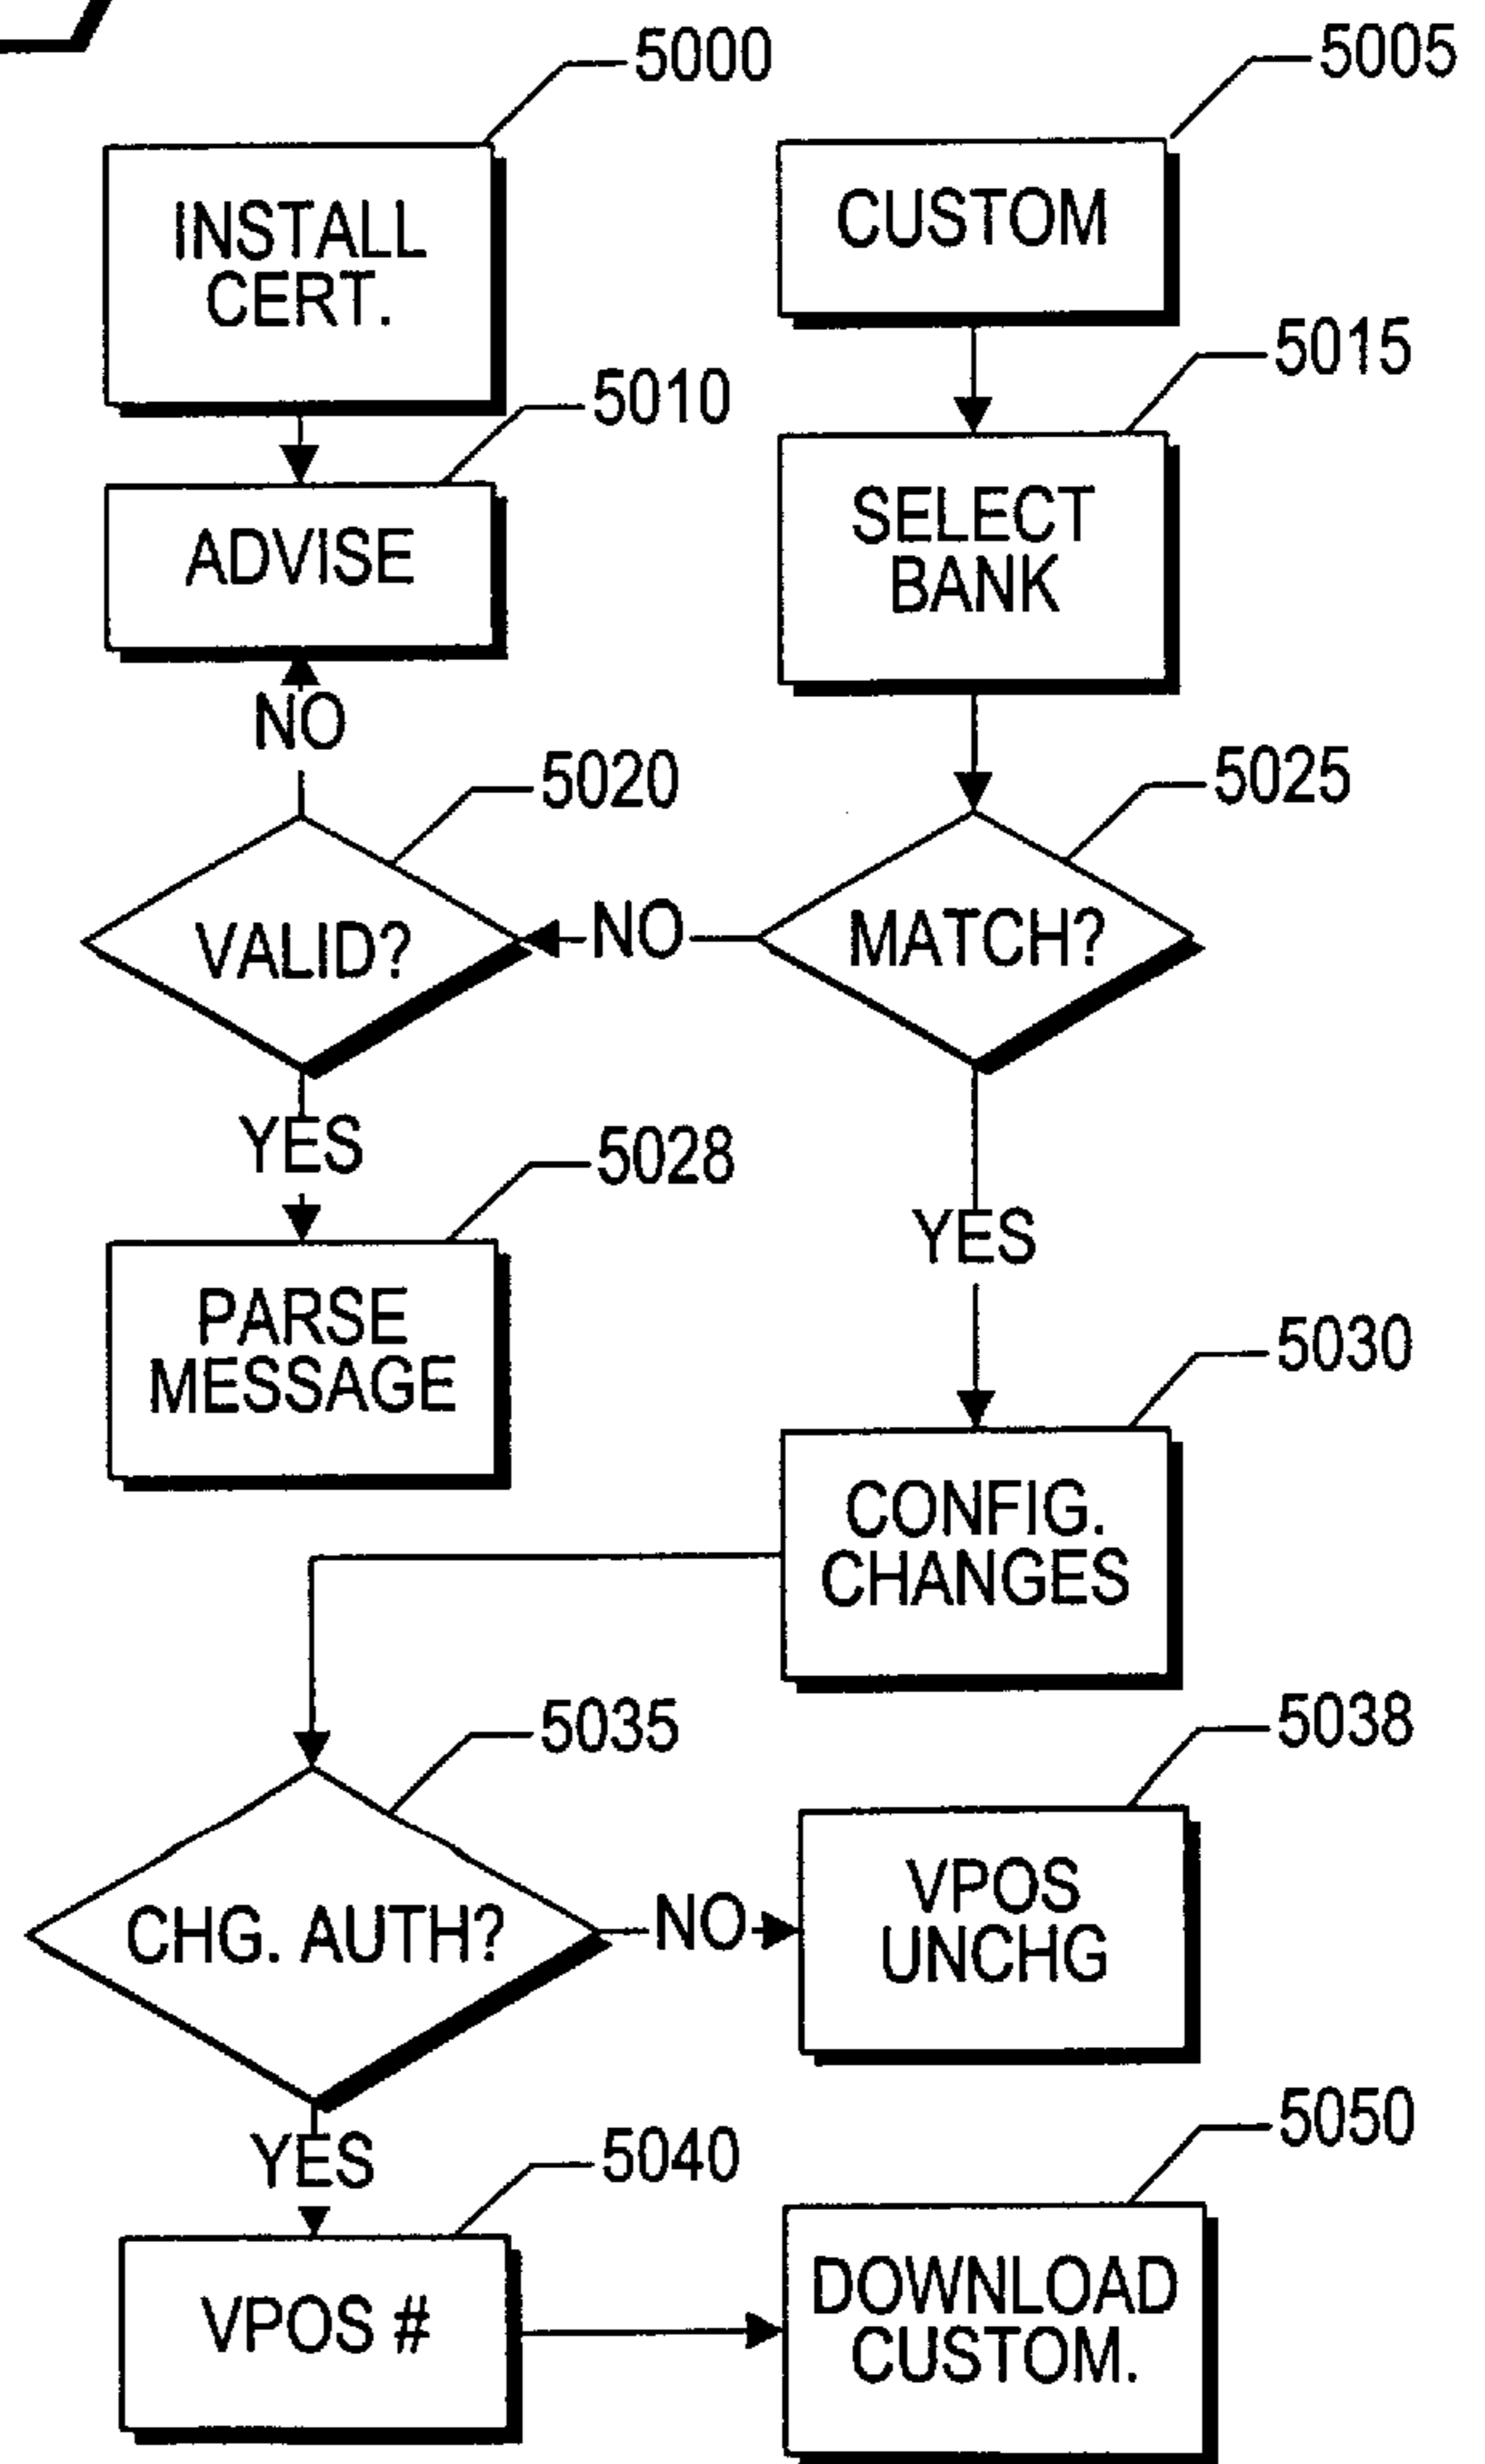 5000
5005
INSTALL
CERT.
CUSTOM
5010
5015
ADVISE
SELECT
BANK
NO
5020
5025
VALID?
NO
MATCH?
YES
5028
YES
PARSE
MESSAGE
5030
CONFIG.
CHANGES
5035
5038
CHG. AUTH?
NO
VPOS
UNCHG
YES
5040
5050
VPOS #
DOWNLOAD
CUSTOM.